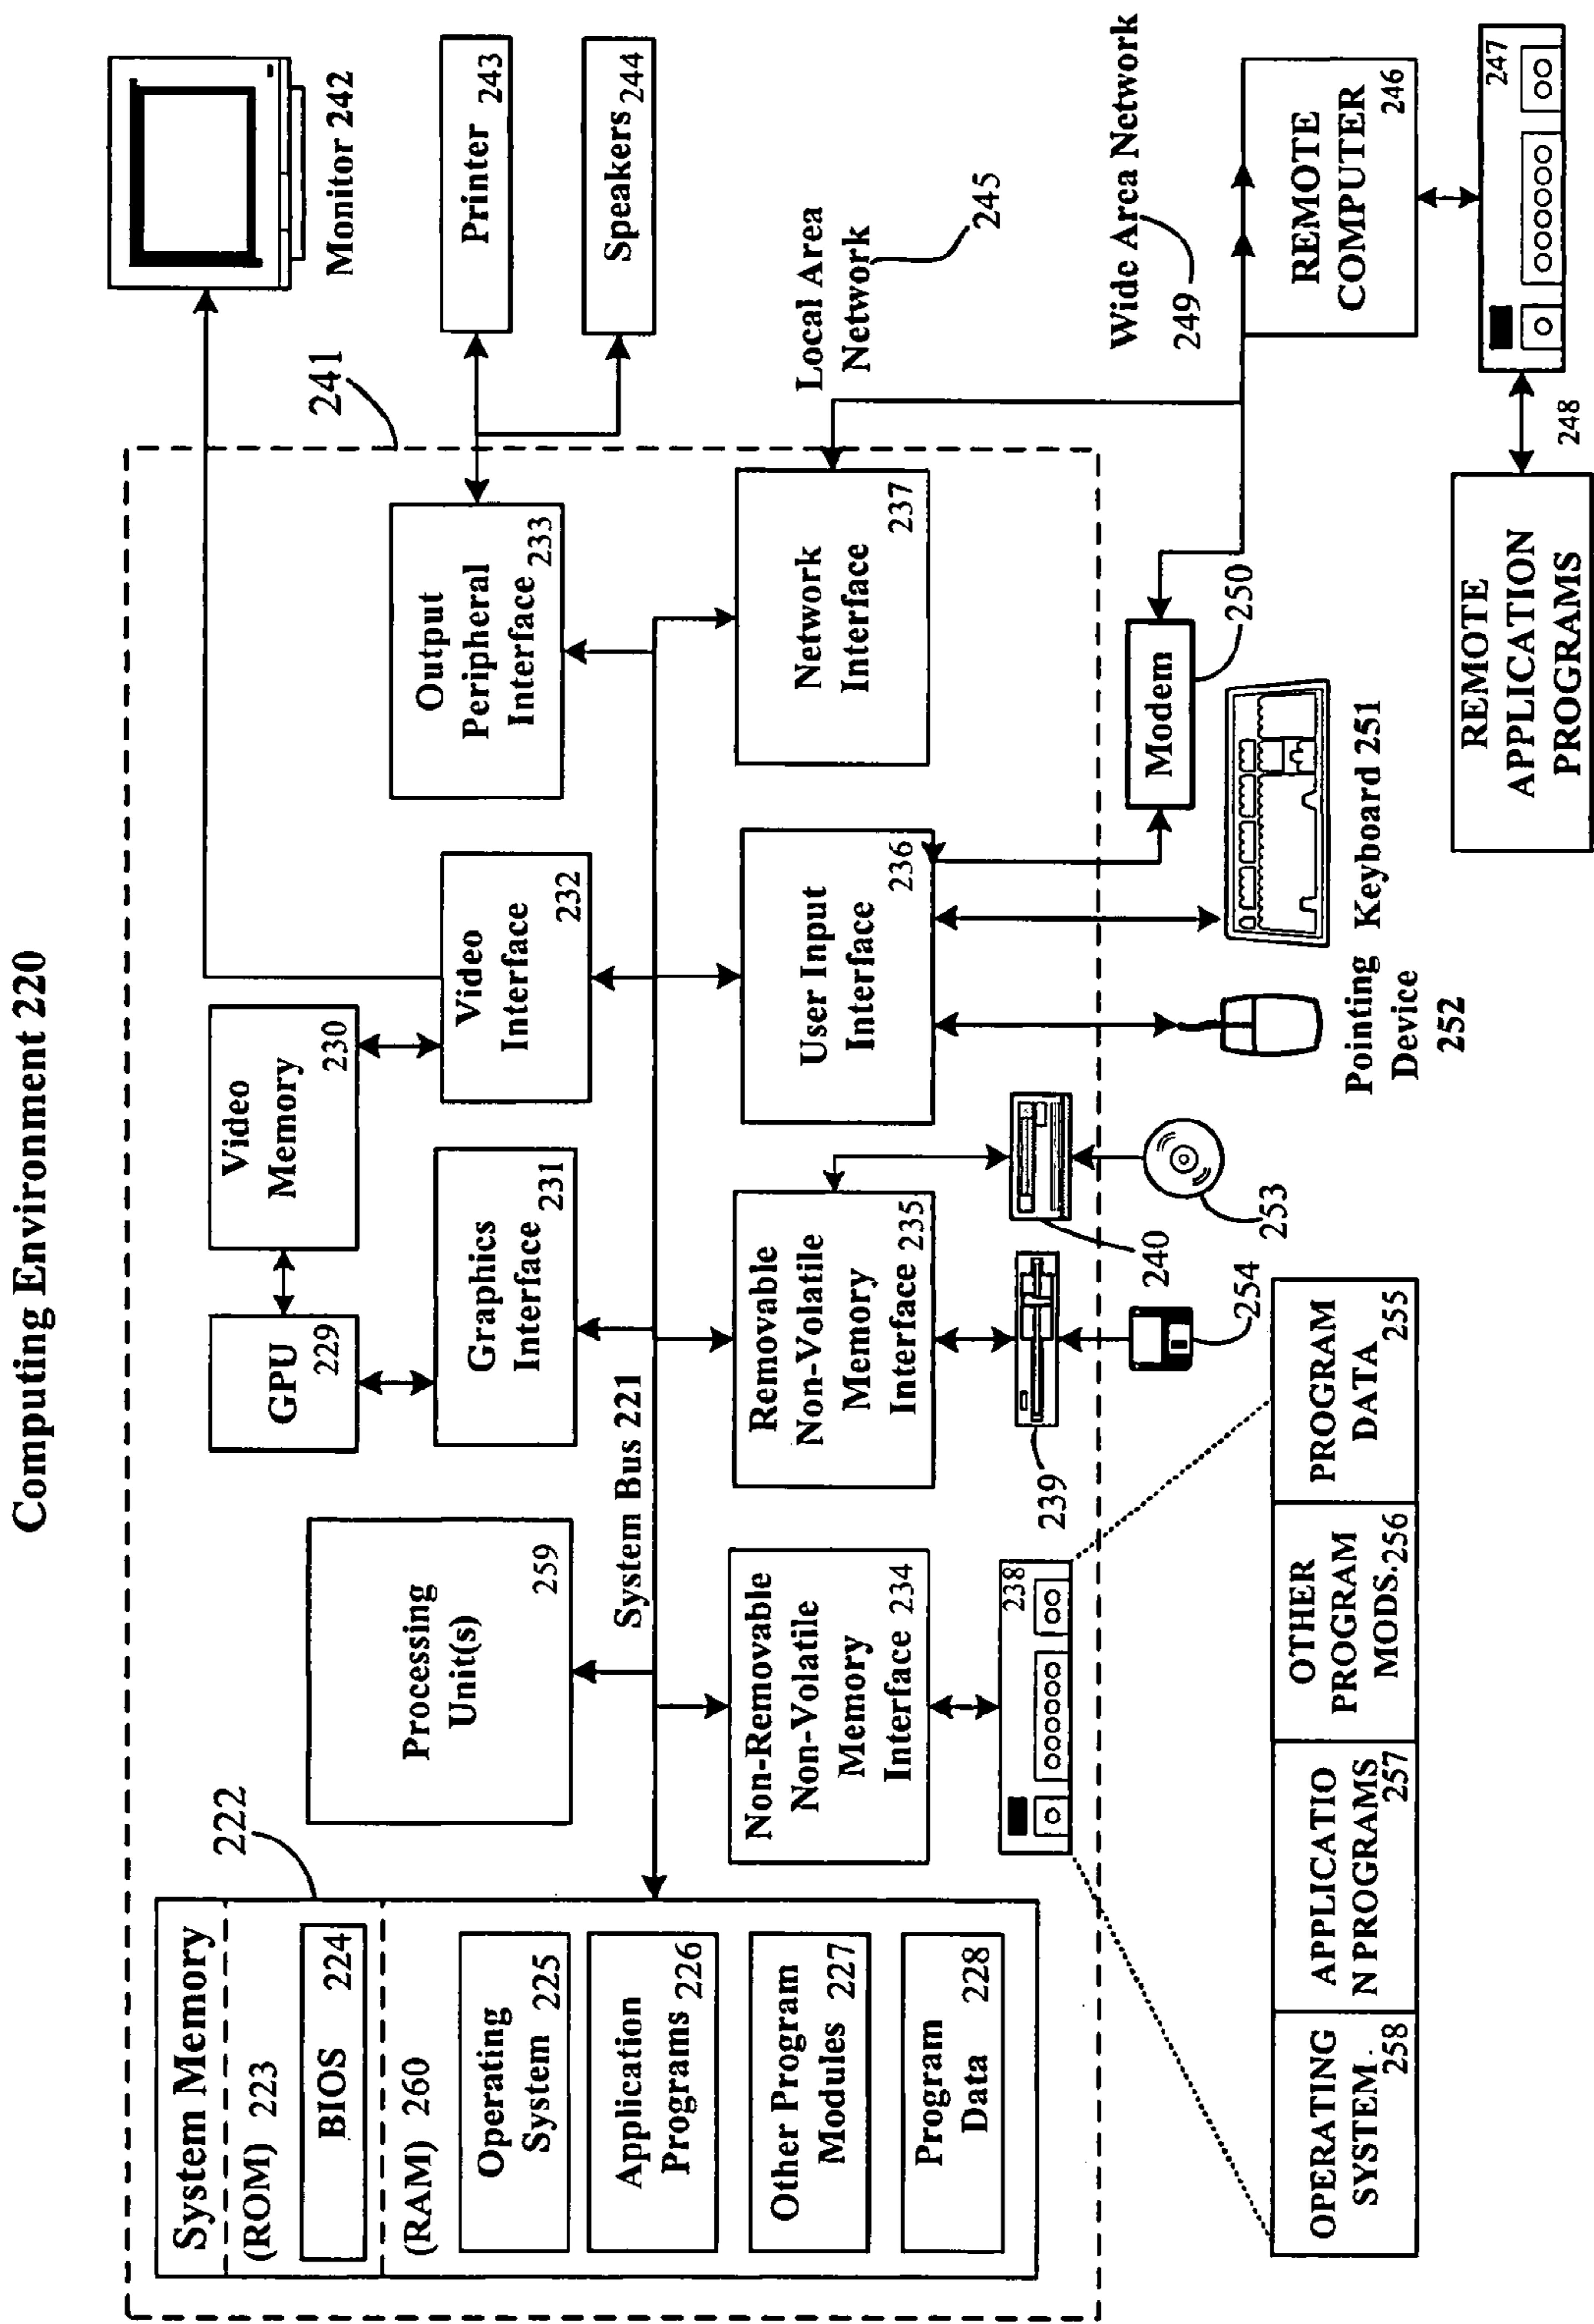 Computing Environment 220
222
241
System Memory
(ROM) 223
BIOS 224
(RAM) 260
Operating
System 225
Application
Programs 226
Other Program
Modules 227
Program
Data 228
Processing
Unit(s)
259
System Bus 221
GPU
229
Video
Memory
230
Graphics
Interface
231
Video
Interface
232
Output
Peripheral
Interface 233
Non-Removable
Non-Volatile
Memory
Interface 234
Removable
Non-Volatile
Memory
Interface 235
User Input
Interface
236
Network
Interface
237
238
239
240
Monitor 242
Printer 243
Speakers 244
Local Area
Network
245
Wide Area Network
249
Modem
250
REMOTE
COMPUTER
246
247
248
REMOTE
APPLICATION
PROGRAMS
Keyboard 251
Pointing
Device
252
253
254
OPERATING
SYSTEM .
258
APPLICATIO
N PROGRAMS
257
OTHER
PROGRAM
MODS. 256
PROGRAM
DATA
255